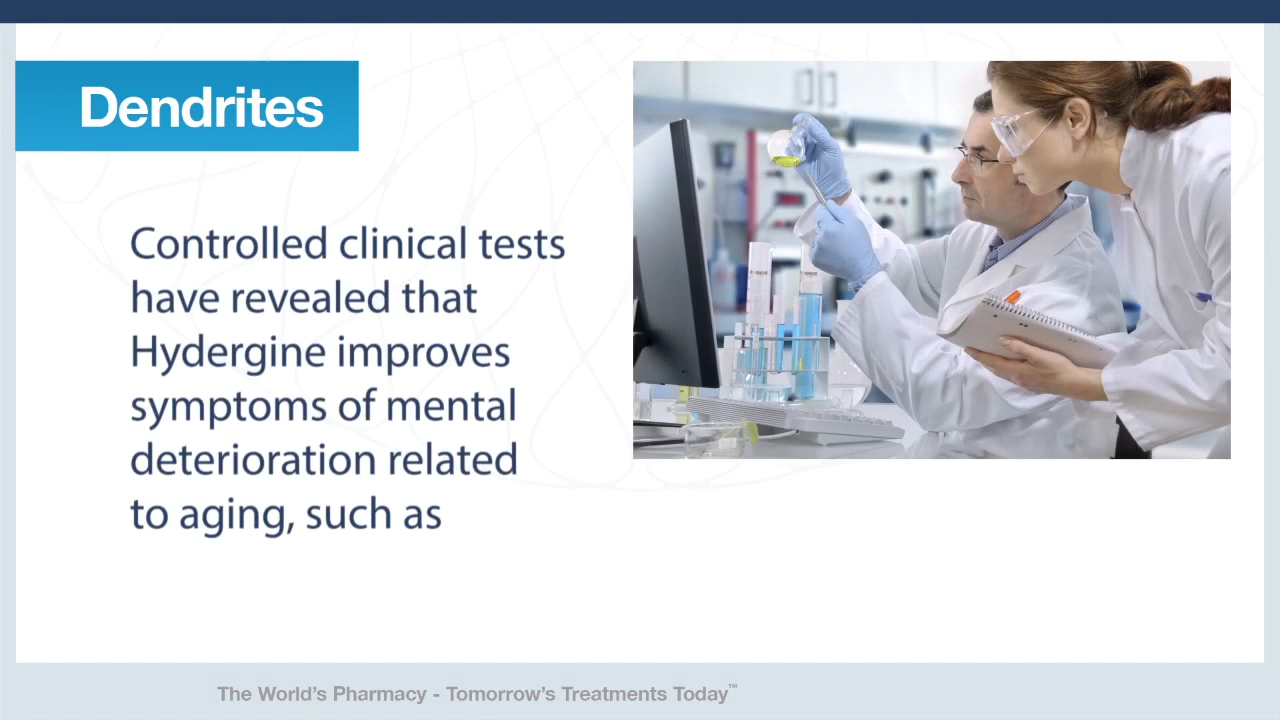 Dendrites
Controlled clinical tests
have revealed that
Hydergine improves
symptoms of mental
deterioration related
to aging, such as
The World's Pharmacy - Tomorrow's Treatments Today™